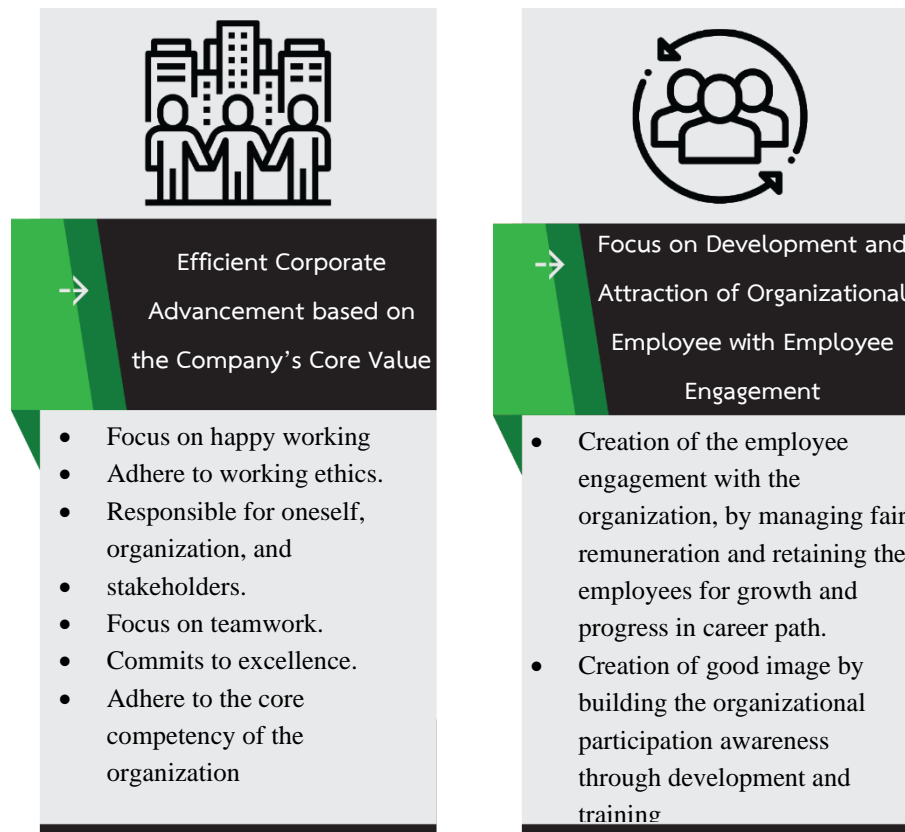 Efficient Corporate
Advancement based on
the Company's Core Value
• Focus on happy working
• Adhere to working ethics.
• Responsible for oneself,
organization, and
• stakeholders.
• Focus on teamwork.
• Commits to excellence.
• Adhere to the core
competency of the
organization
Focus on Development and
Attraction of Organizational
Employee with Employee
Engagement
• Creation of the employee
engagement with the
organization, by managing fair
remuneration and retaining the
employees for growth and
progress in career path.
• Creation of good image by
building the organizational
participation awareness
through development and
training